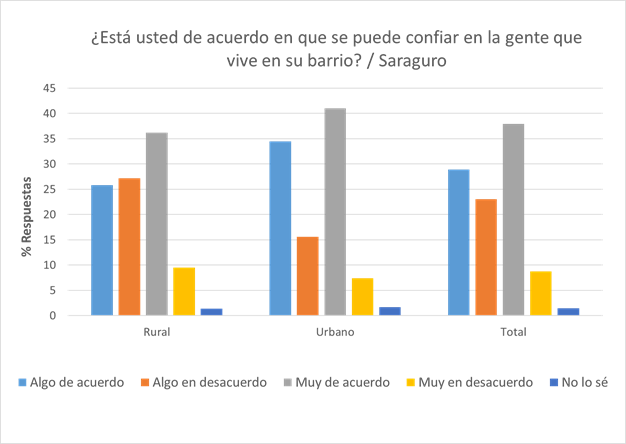 ¿Está usted de acuerdo en que se puede confiar en la gente que
vive en su barrio? / Saraguro
45
40
35
30
25
20
15
10
5
0
% Respuestas
Rural Urbano Total
Algo de acuerdo Algo en desacuerdo Muy de acuerdo Muy en desacuerdo No lo sé